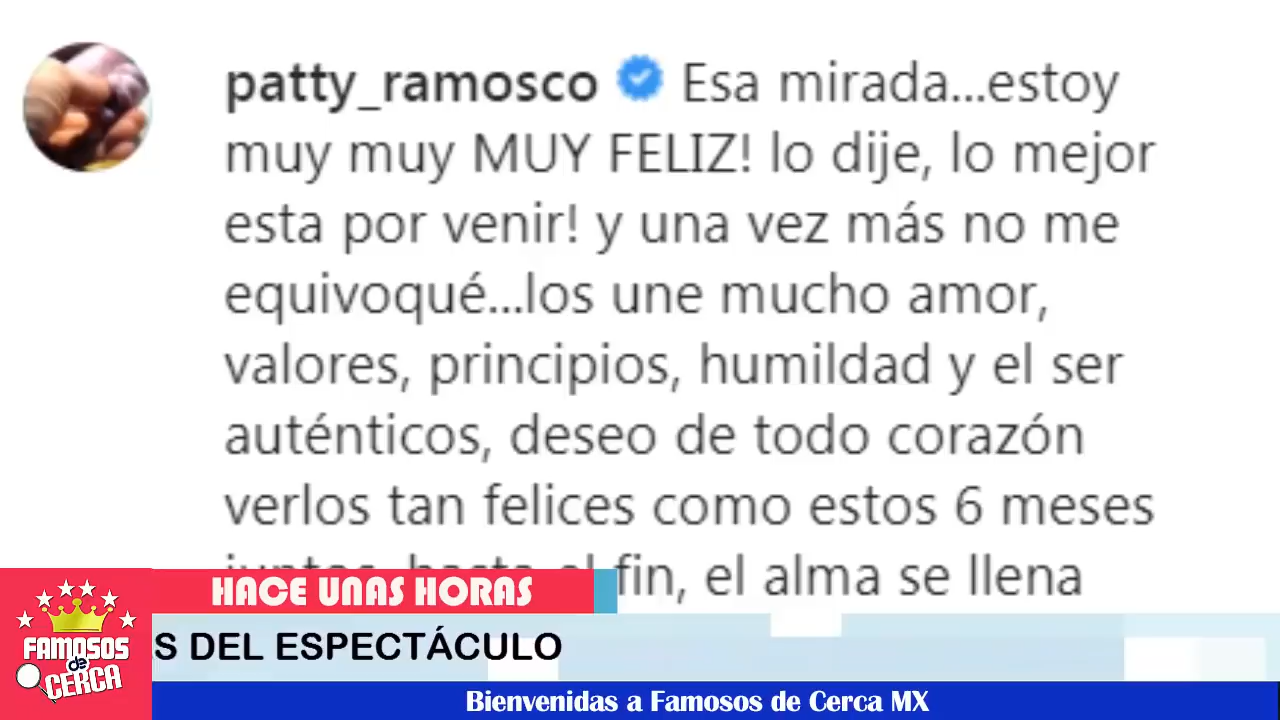 patty_ramosco Esa mirada...estoy
muy muy MUY FELIZ! lo dije, lo mejor
esta por venir! y una vez más no me
equivoqué...los une mucho amor,
valores, principios, humildad y el ser
auténticos, deseo de todo corazón
verlos tan felices como estos 6 meses
juntos, hasta el fin, el alma se llena
HACE UNAS HORAS
S DEL ESPECTÁCULO
FAMOSOS
de
CERCA
Bienvenidas a Famosos de Cerca MX